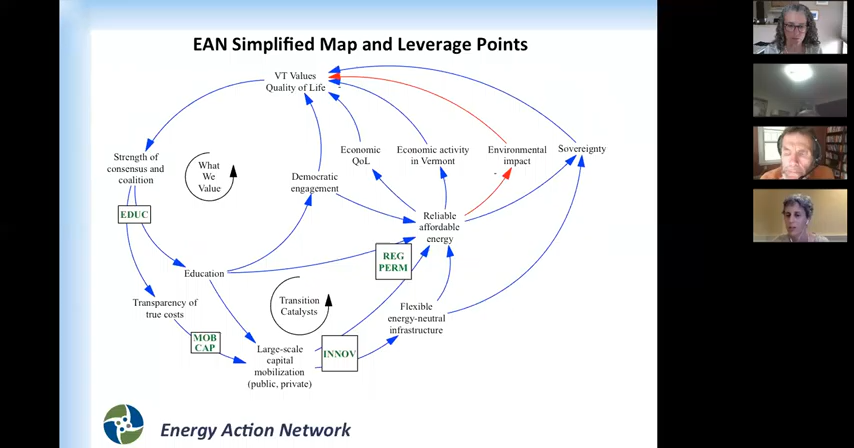 EAN Simplified Map and Leverage Points
VT Values
Quality of Life
Strength of
consensus and
coalition
What
We
Value
Economic
QoL
Economic activity
in Vermont
Environmental
impact
Sovereignty
Democratic
engagement
EDUC
Reliable
affordable
energy
REG
PERM
Education
Transition
Catalysts
Transparency of
true costs
Flexible
energy-neutral
infrastructure
MOB
CAP
Large-scale
capital
mobilization
(public, private)
INNOV
Energy Action Network